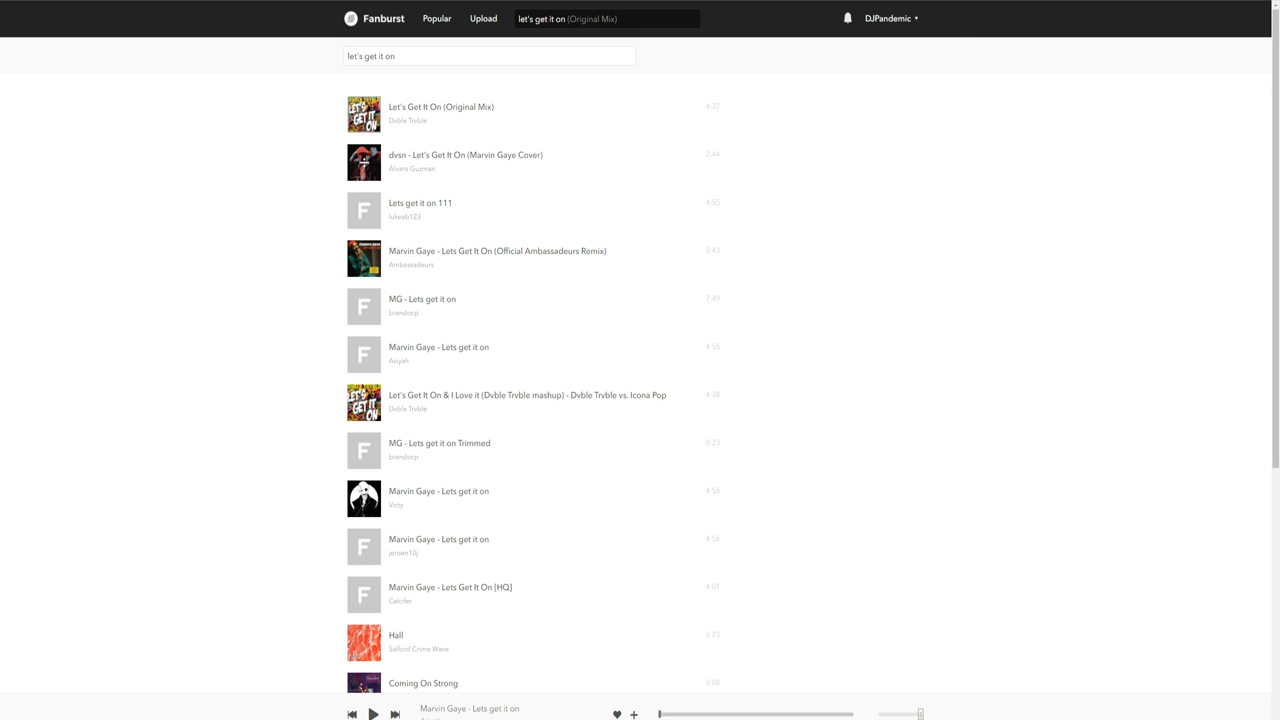 Fanburst Popular Upload let's get it on (Original Mix) DJPandemic ▾
let's get it on
Let's Get It On (Original Mix) 4:37
Dvble Trvble
dvsn - Let's Get It On (Marvin Gaye Cover) 2:44
Álvaro Guzman
Lets get it on 111 4:55
lukeab123
Marvin Gaye - Lets Get It On (Official Ambassadeurs Remix) 3:43
Ambassadeurs
MG - Lets get it on 7:49
brandocp
Marvin Gaye - Lets get it on 4:56
Asiyah
Let's Get It On & I Love it (Dvble Trvble mashup) - Dvble Trvble vs. Icona Pop 4:38
Dvble Trvble
MG - Lets get it on Trimmed 0:23
brandocp
Marvin Gaye - Lets get it on 4:56
Victy
Marvin Gaye - Lets get it on 4:56
jeroen10j
Marvin Gaye - Lets Get It On [HQ] 4:01
Calcifer
Hall 3:23
Salford Crime Wave
Coming On Strong 3:08
Marvin Gaye - Lets get it on